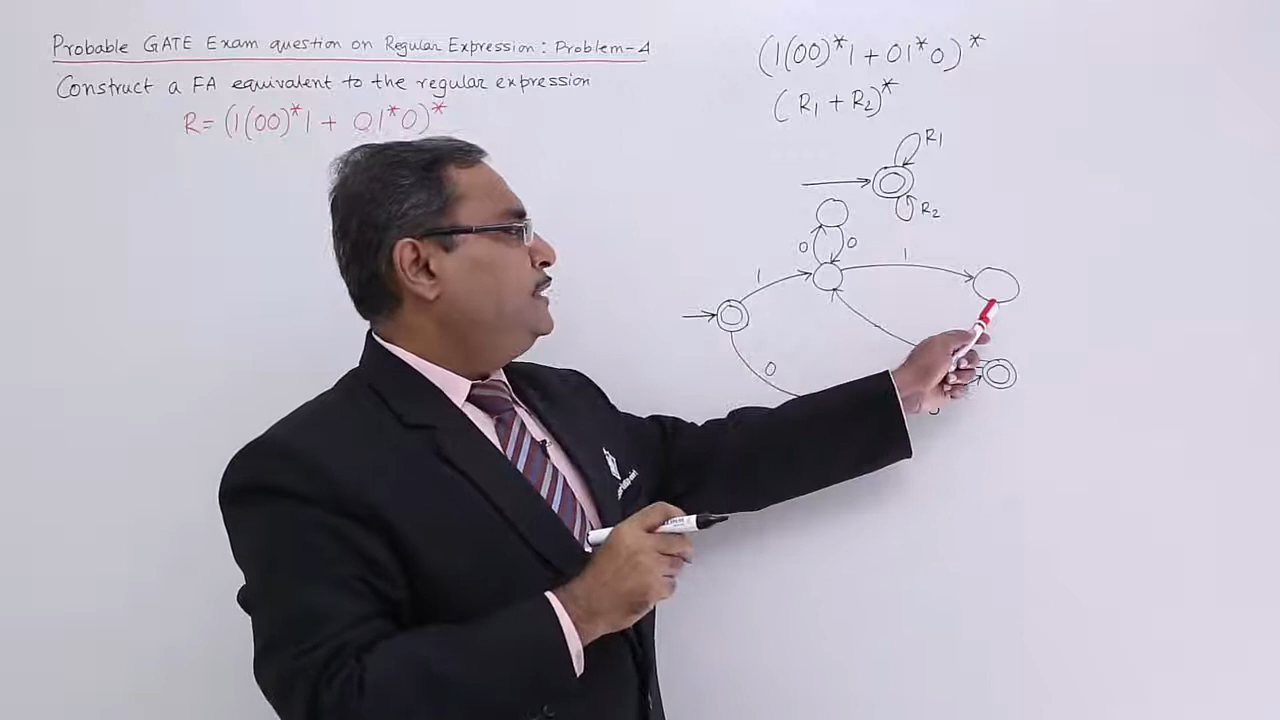 Probable GATE Exam question on Regular Expression: Problem-4
Construct a FA equivalent to the regular expression
R= (1(00)*1 + 01*0)*
(1(00)*1 + 01*0)*
(R₁ + R₂)*
R₁
R₂
0 0
1
1
0